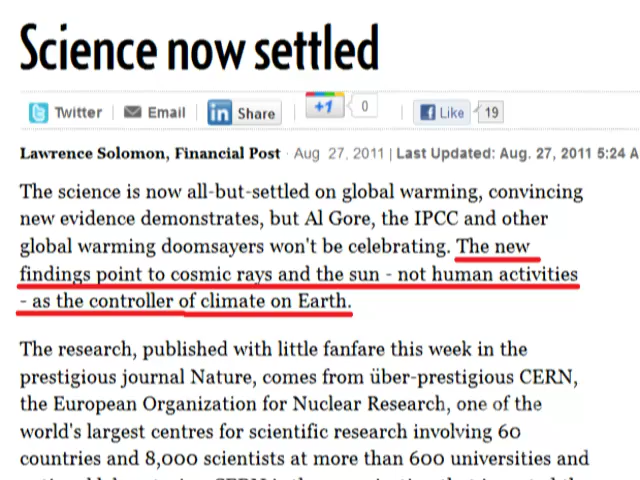 Science now settled
Twitter | Email | in Share | +1 0 | f Like 19
Lawrence Solomon, Financial Post · Aug 27, 2011 | Last Updated: Aug. 27, 2011 5:24 A
The science is now all-but-settled on global warming, convincing
new evidence demonstrates, but Al Gore, the IPCC and other
global warming doomsayers won't be celebrating. The new
findings point to cosmic rays and the sun - not human activities
- as the controller of climate on Earth.
The research, published with little fanfare this week in the
prestigious journal Nature, comes from über-prestigious CERN,
the European Organization for Nuclear Research, one of the
world's largest centres for scientific research involving 60
countries and 8,000 scientists at more than 600 universities and